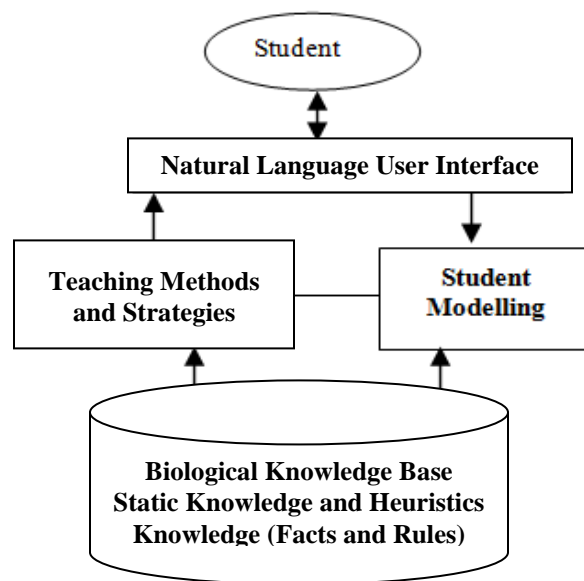 Student
Natural Language User Interface
Teaching Methods
and Strategies
Student
Modelling
Biological Knowledge Base
Static Knowledge and Heuristics
Knowledge (Facts and Rules)